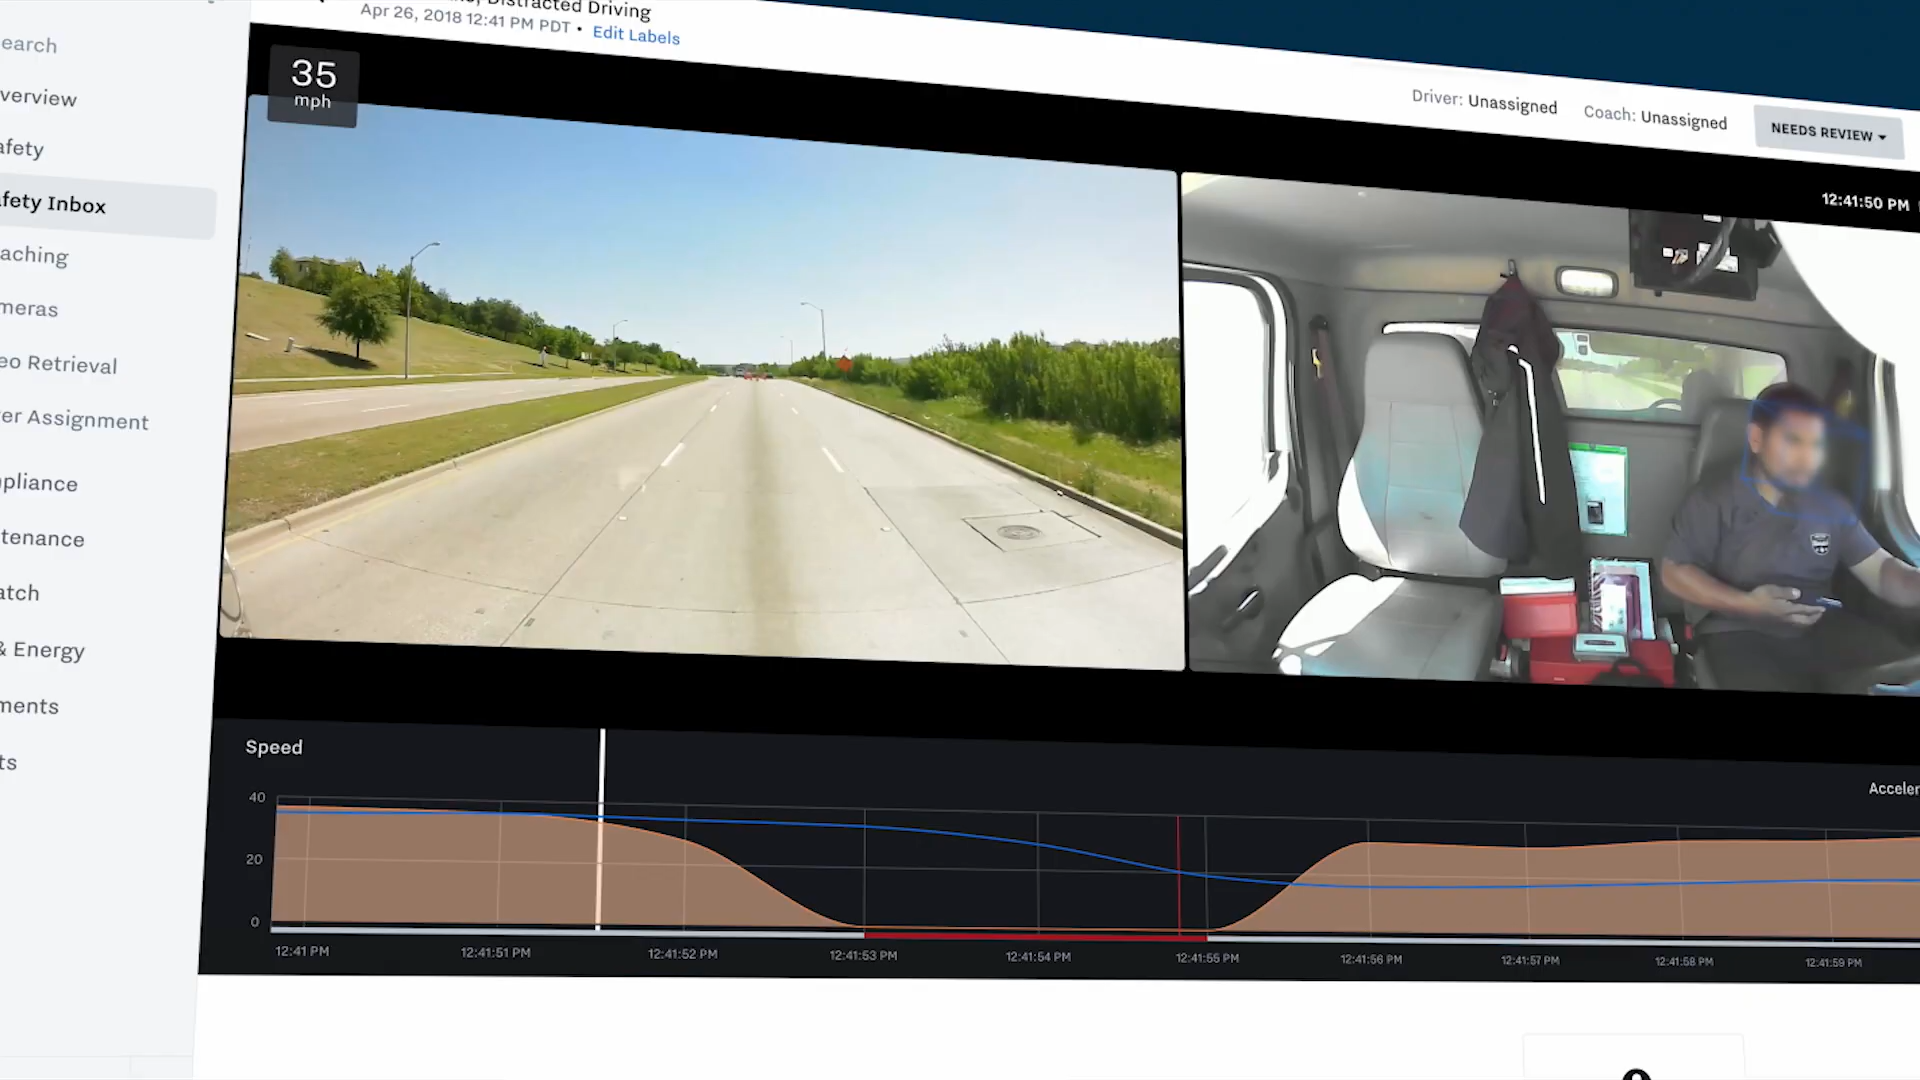 Distracted Driving
Apr 26, 2018 12:41 PM PDT • Edit Labels
earch
verview
afety
afety Inbox
aching
meras
eo Retrieval
er Assignment
pliance
tenance
atch
& Energy
ments
ts
35
mph
Driver: Unassigned
Coach: Unassigned
NEEDS REVIEW
12:41:50 PM
Speed
Acceler
40
20
0
12:41 PM
12:41:51 PM
12:41:52 PM
12:41:53 PM
12:41:54 PM
12:41:55 PM
12:41:56 PM
12:41:57 PM
12:41:58 PM
12:41:59 PM